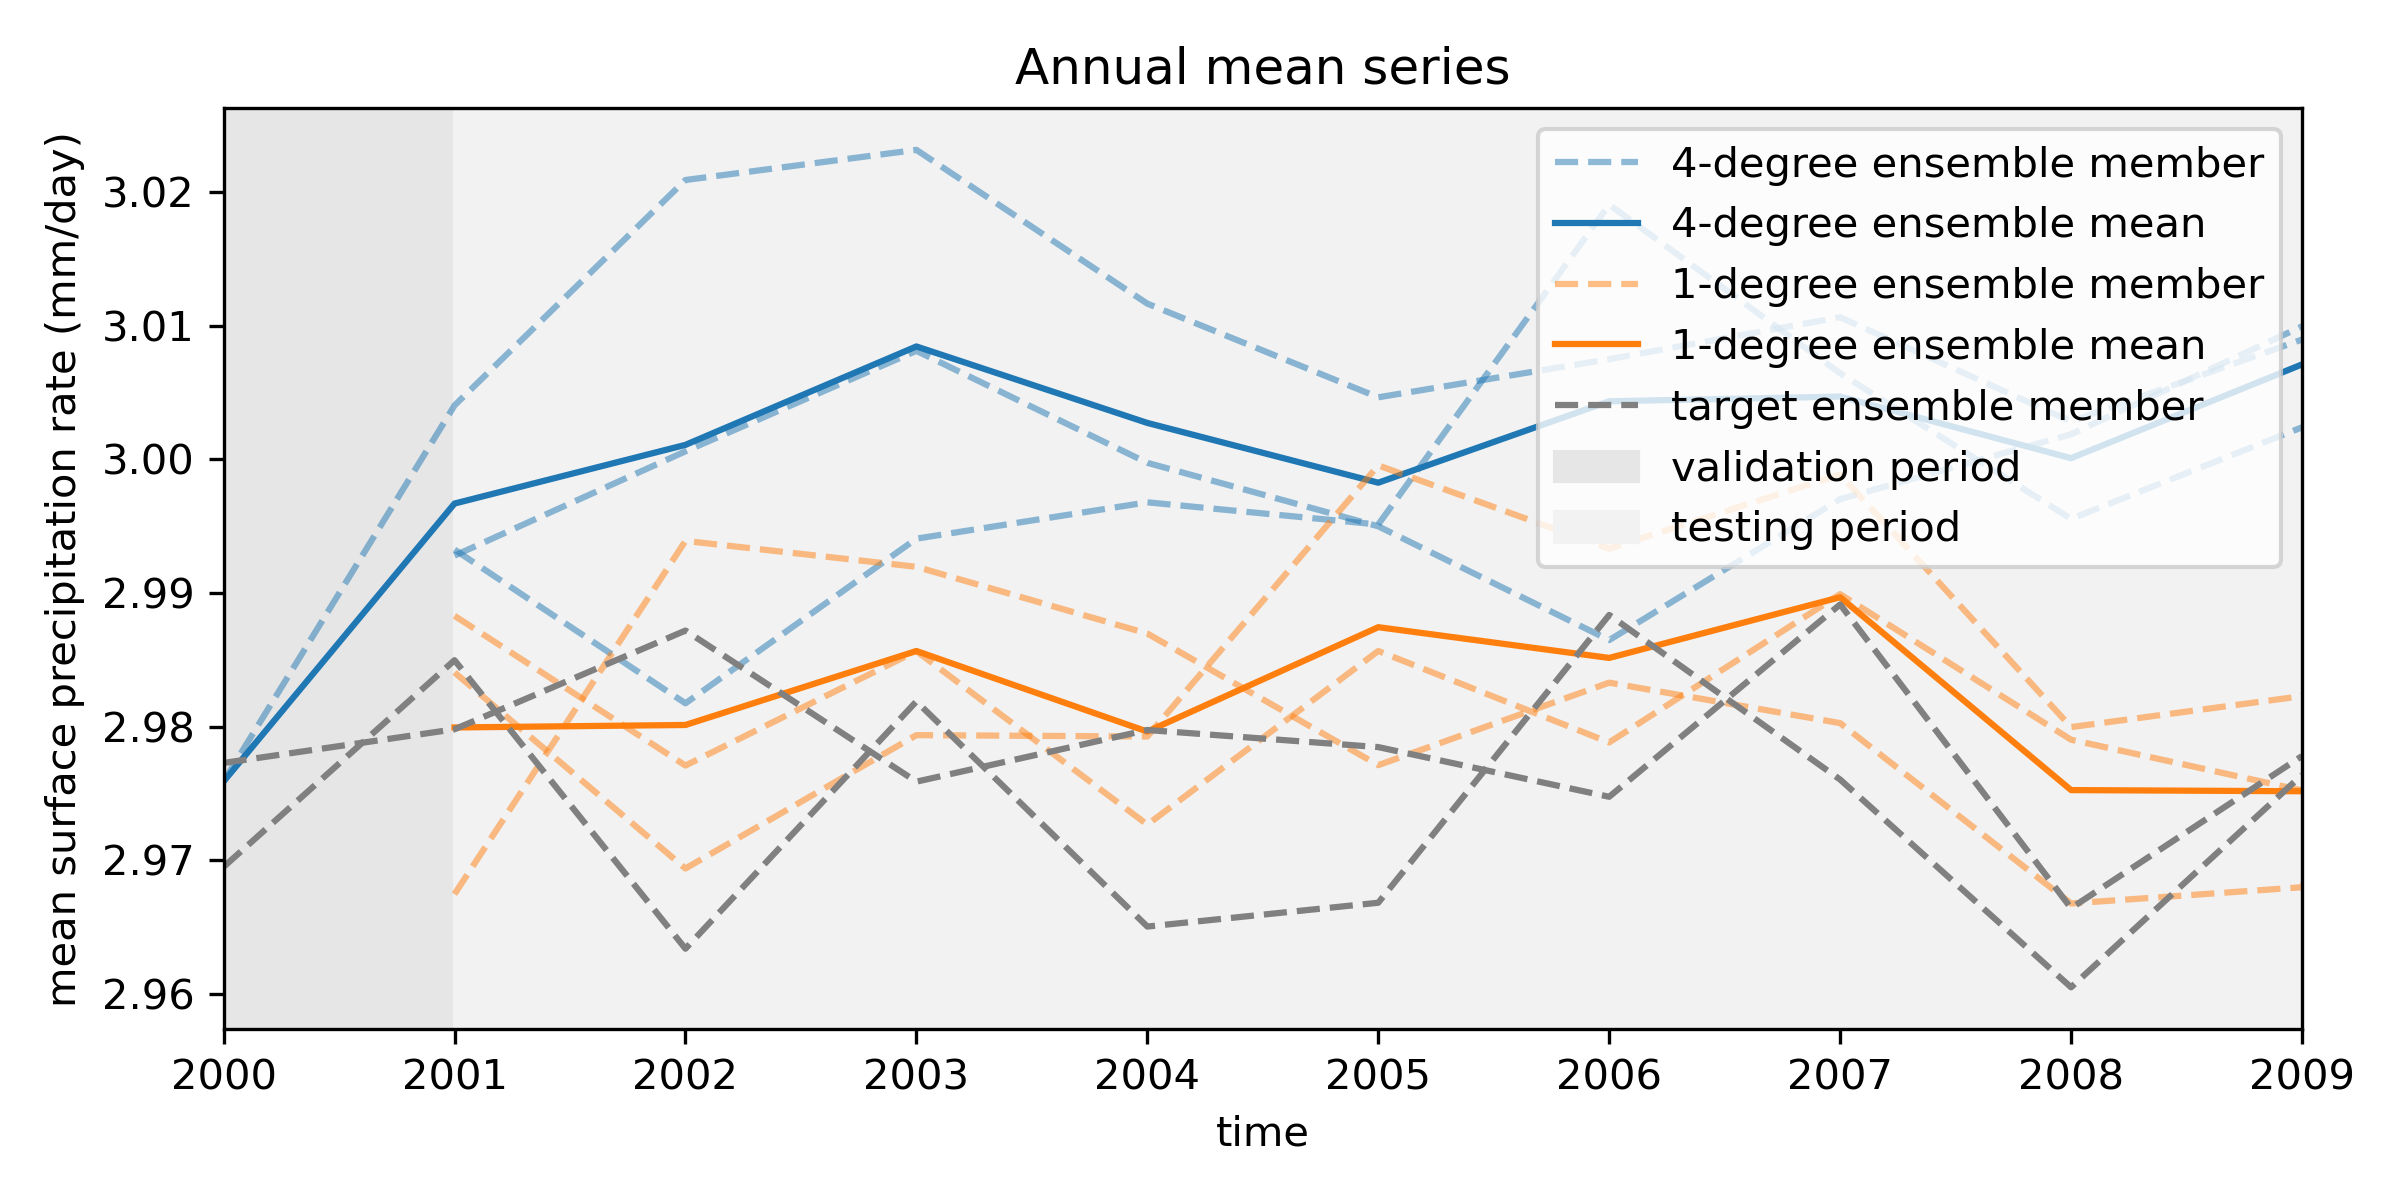 Annual mean series
mean surface precipitation rate (mm/day)
3.02
3.01
3.00
2.99
2.98
2.97
2.96
4-degree ensemble member
4-degree ensemble mean
1-degree ensemble member
1-degree ensemble mean
target ensemble member
validation period
testing period
2000 2001 2002 2003 2004 2005 2006 2007 2008 2009
time